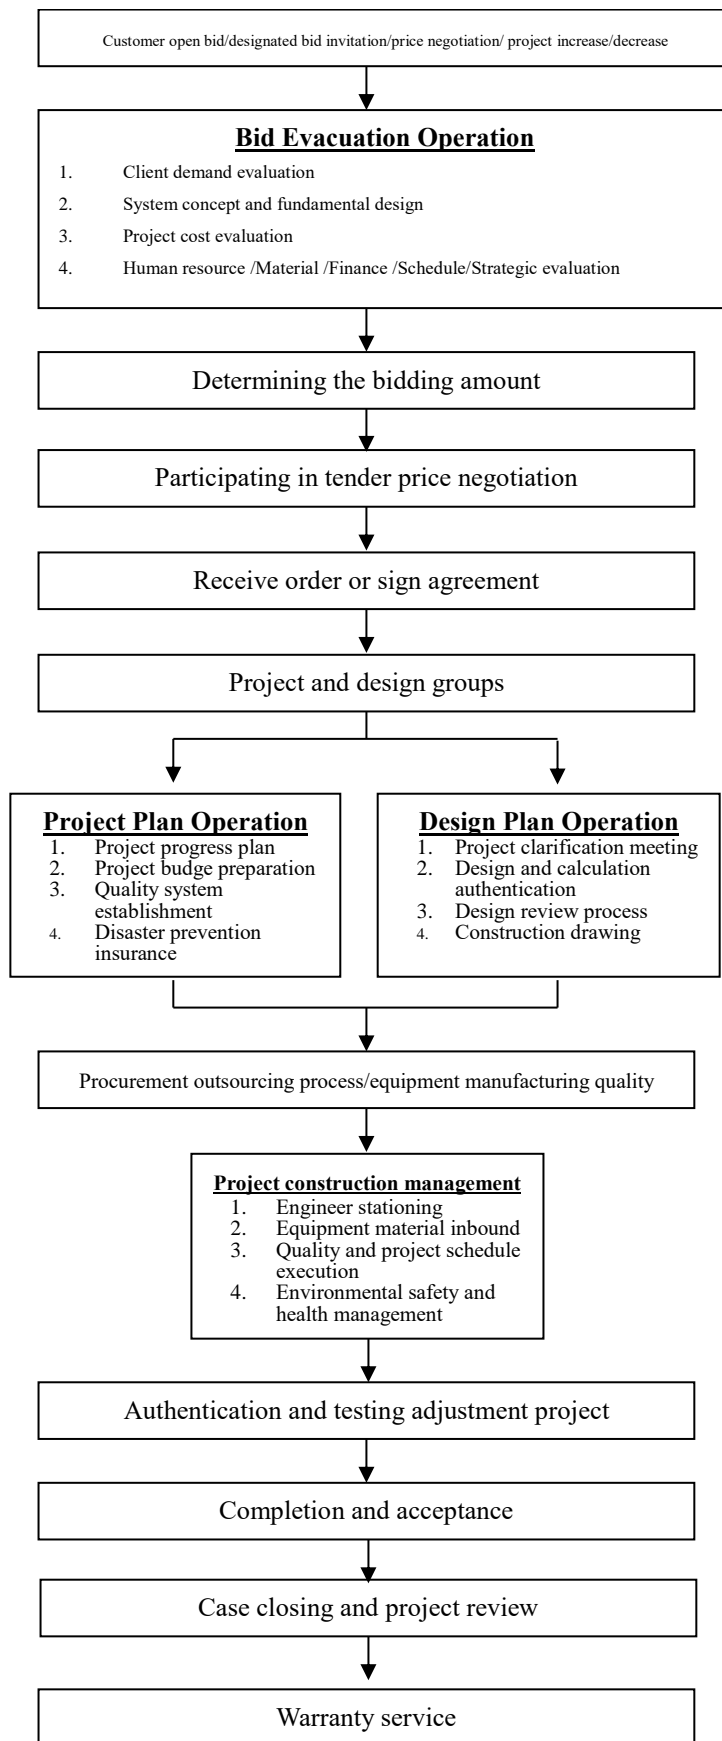 Customer open bid/designated bid invitation/price negotiation/ project increase/decrease
Bid Evacuation Operation
1. Client demand evaluation
2. System concept and fundamental design
3. Project cost evaluation
4. Human resource /Material /Finance /Schedule/Strategic evaluation
Determining the bidding amount
Participating in tender price negotiation
Receive order or sign agreement
Project and design groups
Project Plan Operation
1. Project progress plan
2. Project budget preparation
3. Quality system
establishment
4. Disaster prevention
insurance
Design Plan Operation
1. Project clarification meeting
2. Design and calculation
authentication
3. Design review process
4. Construction drawing
Procurement outsourcing process/equipment manufacturing quality
Project construction management
1. Engineer stationing
2. Equipment material inbound
3. Quality and project schedule
execution
4. Environmental safety and
health management
Authentication and testing adjustment project
Completion and acceptance
Case closing and project review
Warranty service